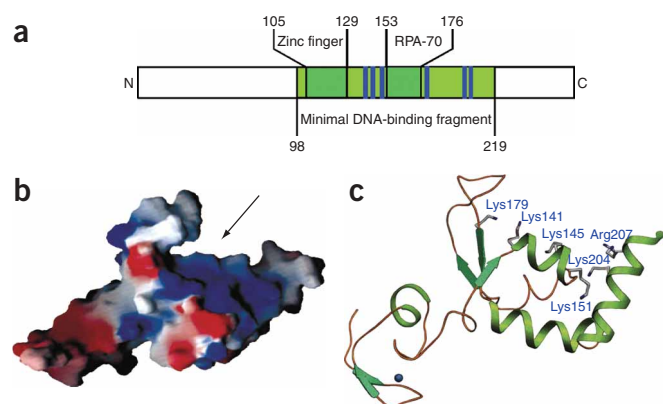 a
105 129 153 176
Zinc finger RPA-70
N C
Minimal DNA-binding fragment
98 219
b
c
Lys179
Lys141
Lys145
Arg207
Lys204
Lys151